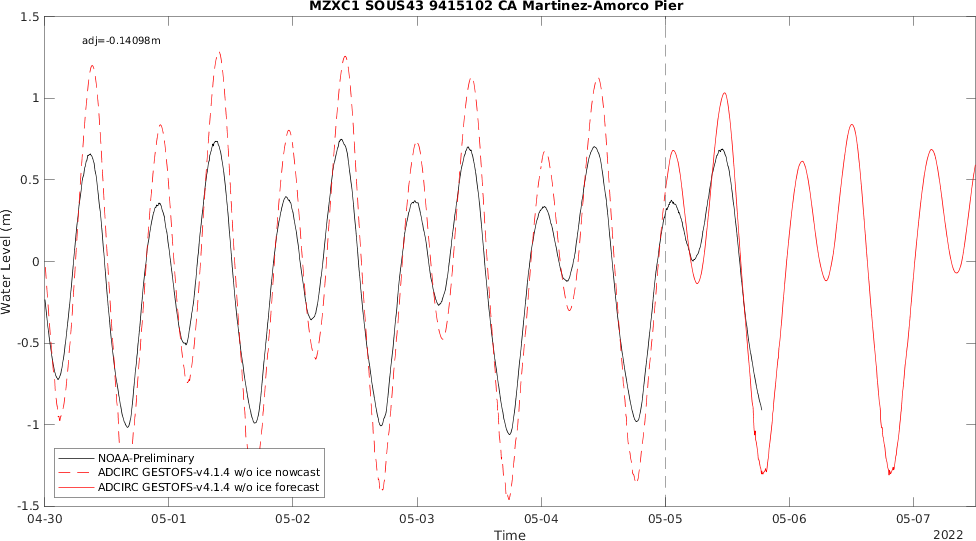 MZXC1 SOUS43 9415102 CA Martinez-Amorco Pier
adj=-0.14098m
1.5
1
0.5
0
-0.5
-1
-1.5
Water Level (m)
NOAA-Preliminary
ADCIRC GESTOFS-v4.1.4 w/o ice nowcast
ADCIRC GESTOFS-v4.1.4 w/o ice forecast
04-30 05-01 05-02 05-03 05-04 05-05 05-06 05-07
Time
2022